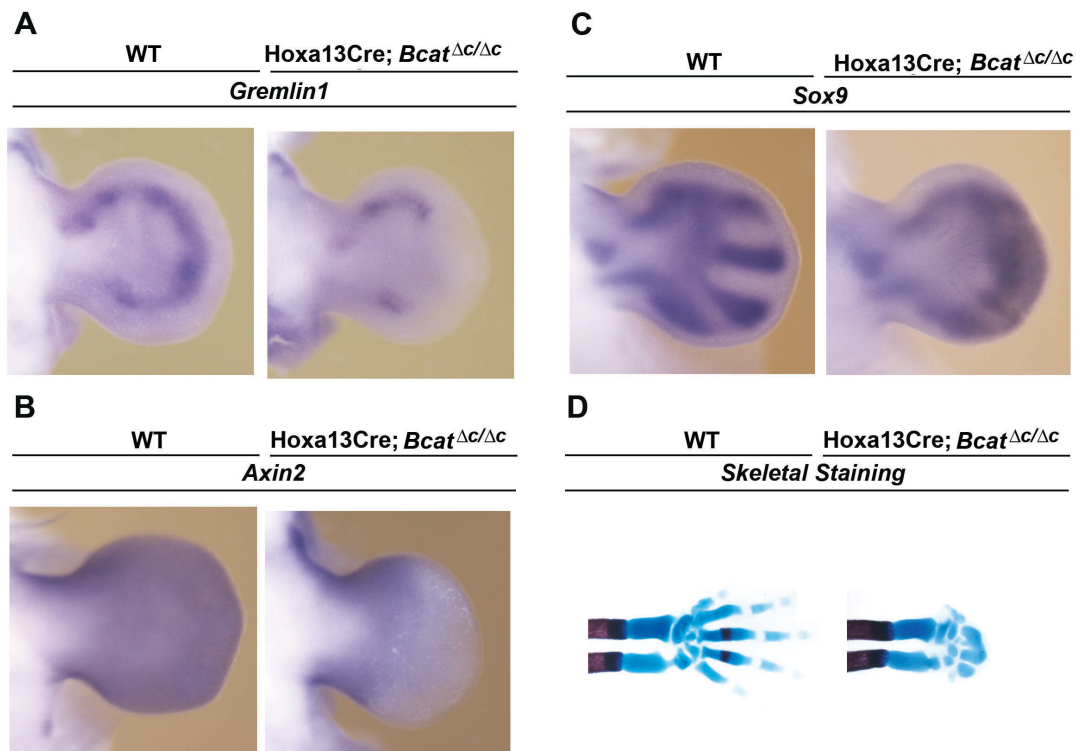 A
WT Hoxa13Cre; Bcat Δc/Δc
Gremlin1
B
WT Hoxa13Cre; Bcat Δc/Δc
Axin2
C
WT Hoxa13Cre; Bcat Δc/Δc
Sox9
D
WT Hoxa13Cre; Bcat Δc/Δc
Skeletal Staining